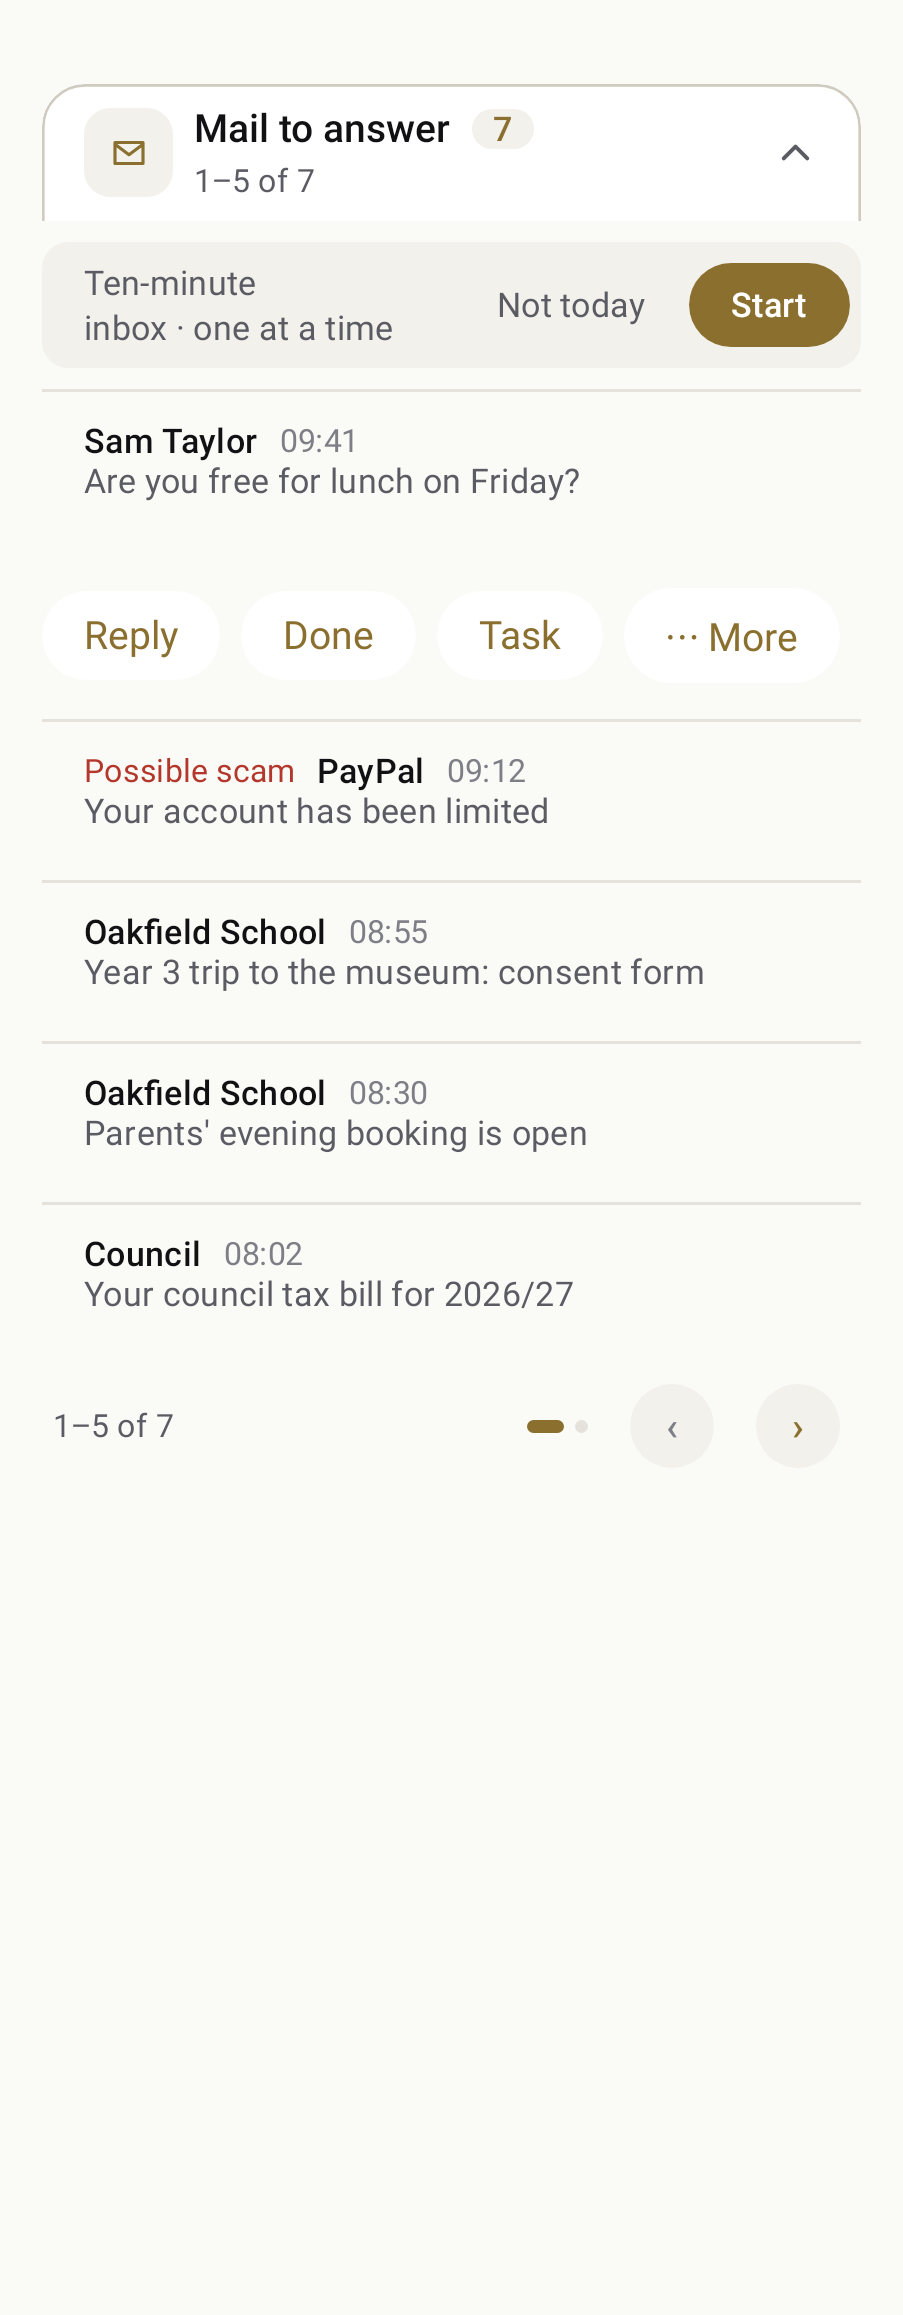 Mail to answer 7
1–5 of 7
Ten-minute
inbox · one at a time
Not today
Start
Sam Taylor 09:41
Are you free for lunch on Friday?
Reply Done Task ··· More
Possible scam PayPal 09:12
Your account has been limited
Oakfield School 08:55
Year 3 trip to the museum: consent form
Oakfield School 08:30
Parents' evening booking is open
Council 08:02
Your council tax bill for 2026/27
1–5 of 7 ‹ ›